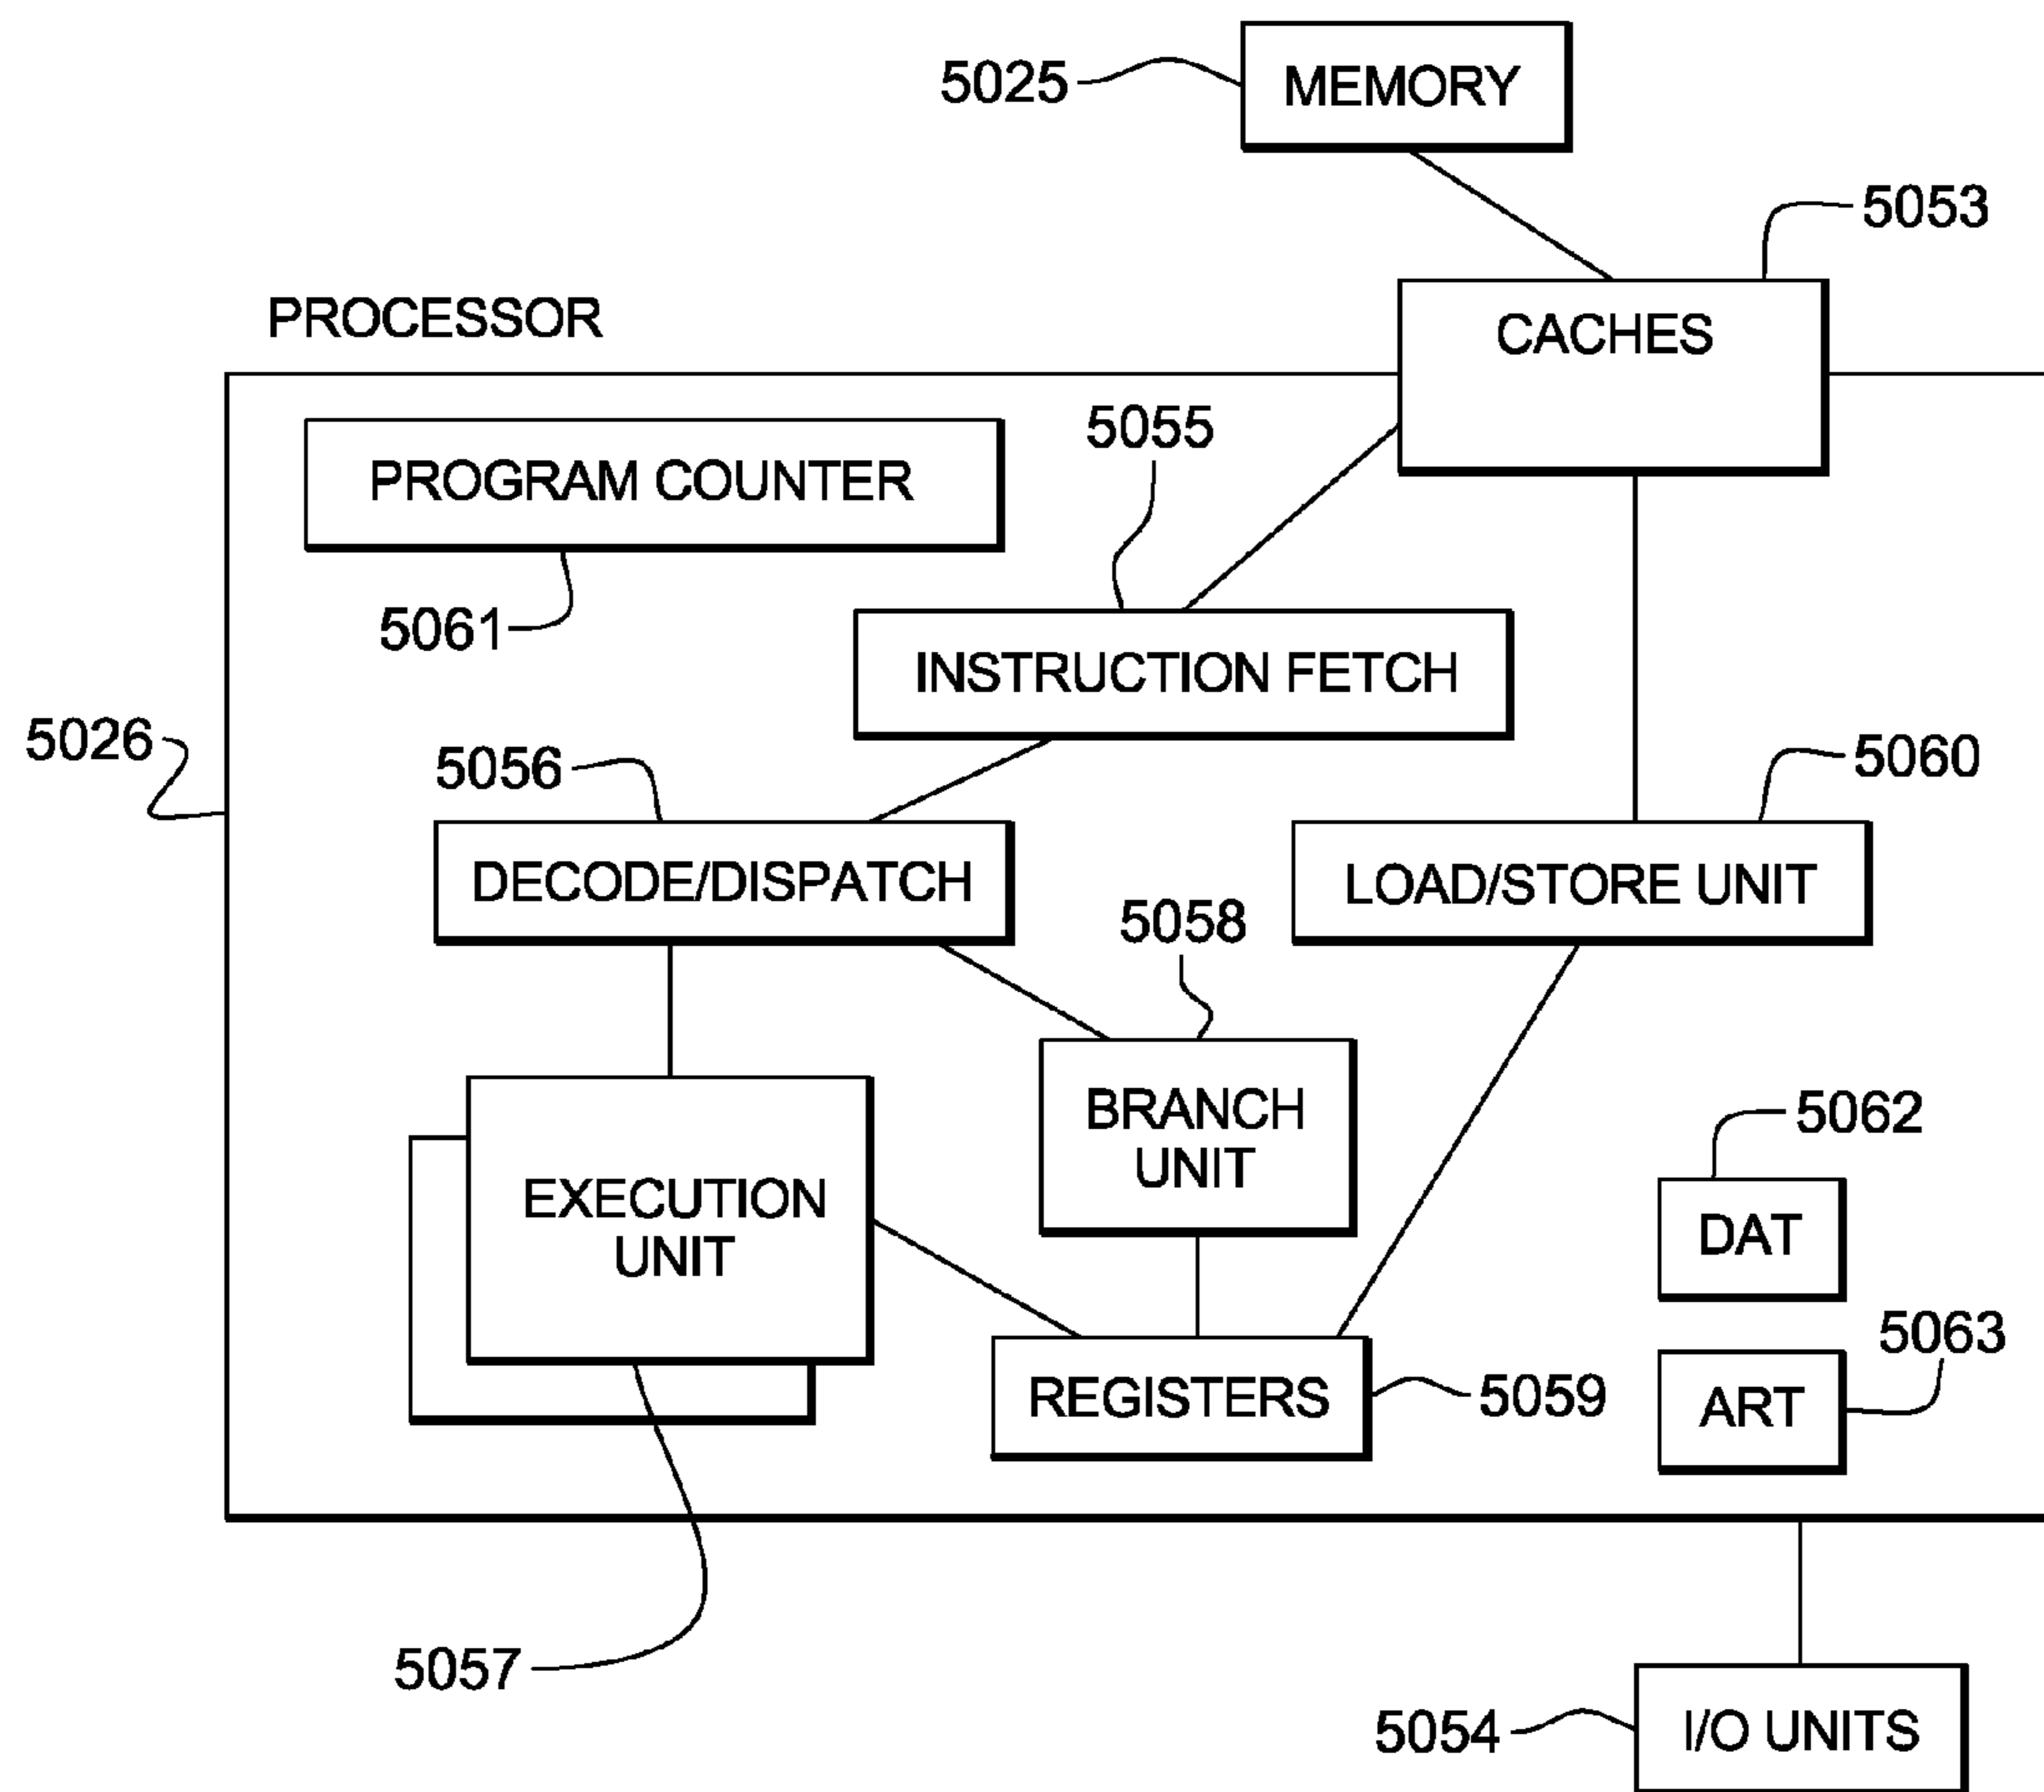 MEMORY
5025
5053
CACHES
PROCESSOR
5055
PROGRAM COUNTER
5061
INSTRUCTION FETCH
5026
5056
5060
DECODE/DISPATCH
LOAD/STORE UNIT
5058
BRANCH
UNIT
5062
EXECUTION
UNIT
DAT
5063
REGISTERS
5059
ART
5057
5054
I/O UNITS